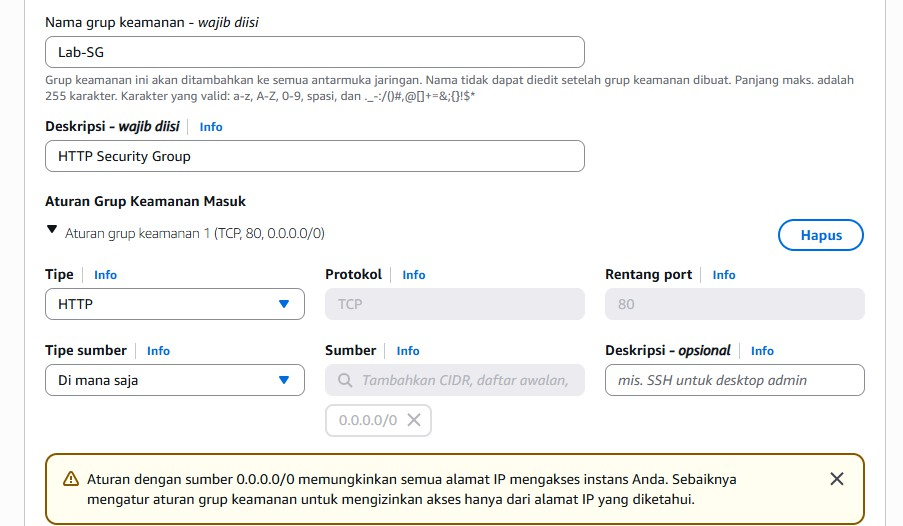 Nama grup keamanan - wajib diisi
Lab-SG
Grup keamanan ini akan ditambahkan ke semua antarmuka jaringan. Nama tidak dapat diedit setelah grup keamanan dibuat. Panjang maks. adalah
255 karakter. Karakter yang valid: a-z, A-Z, 0-9, spasi, dan ._-:/()#,@[]+=&;{}!$*
Deskripsi - wajib diisi Info
HTTP Security Group
Aturan Grup Keamanan Masuk
Aturan grup keamanan 1 (TCP, 80, 0.0.0.0/0) Hapus
Tipe Info Protokol Info Rentang port Info
HTTP TCP 80
Tipe sumber Info Sumber Info Deskripsi - opsional Info
Di mana saja Tambahkan CIDR, daftar awalan, mis. SSH untuk desktop admin
0.0.0.0/0
Aturan dengan sumber 0.0.0.0/0 memungkinkan semua alamat IP mengakses instans Anda. Sebaiknya
mengatur aturan grup keamanan untuk mengizinkan akses hanya dari alamat IP yang diketahui.